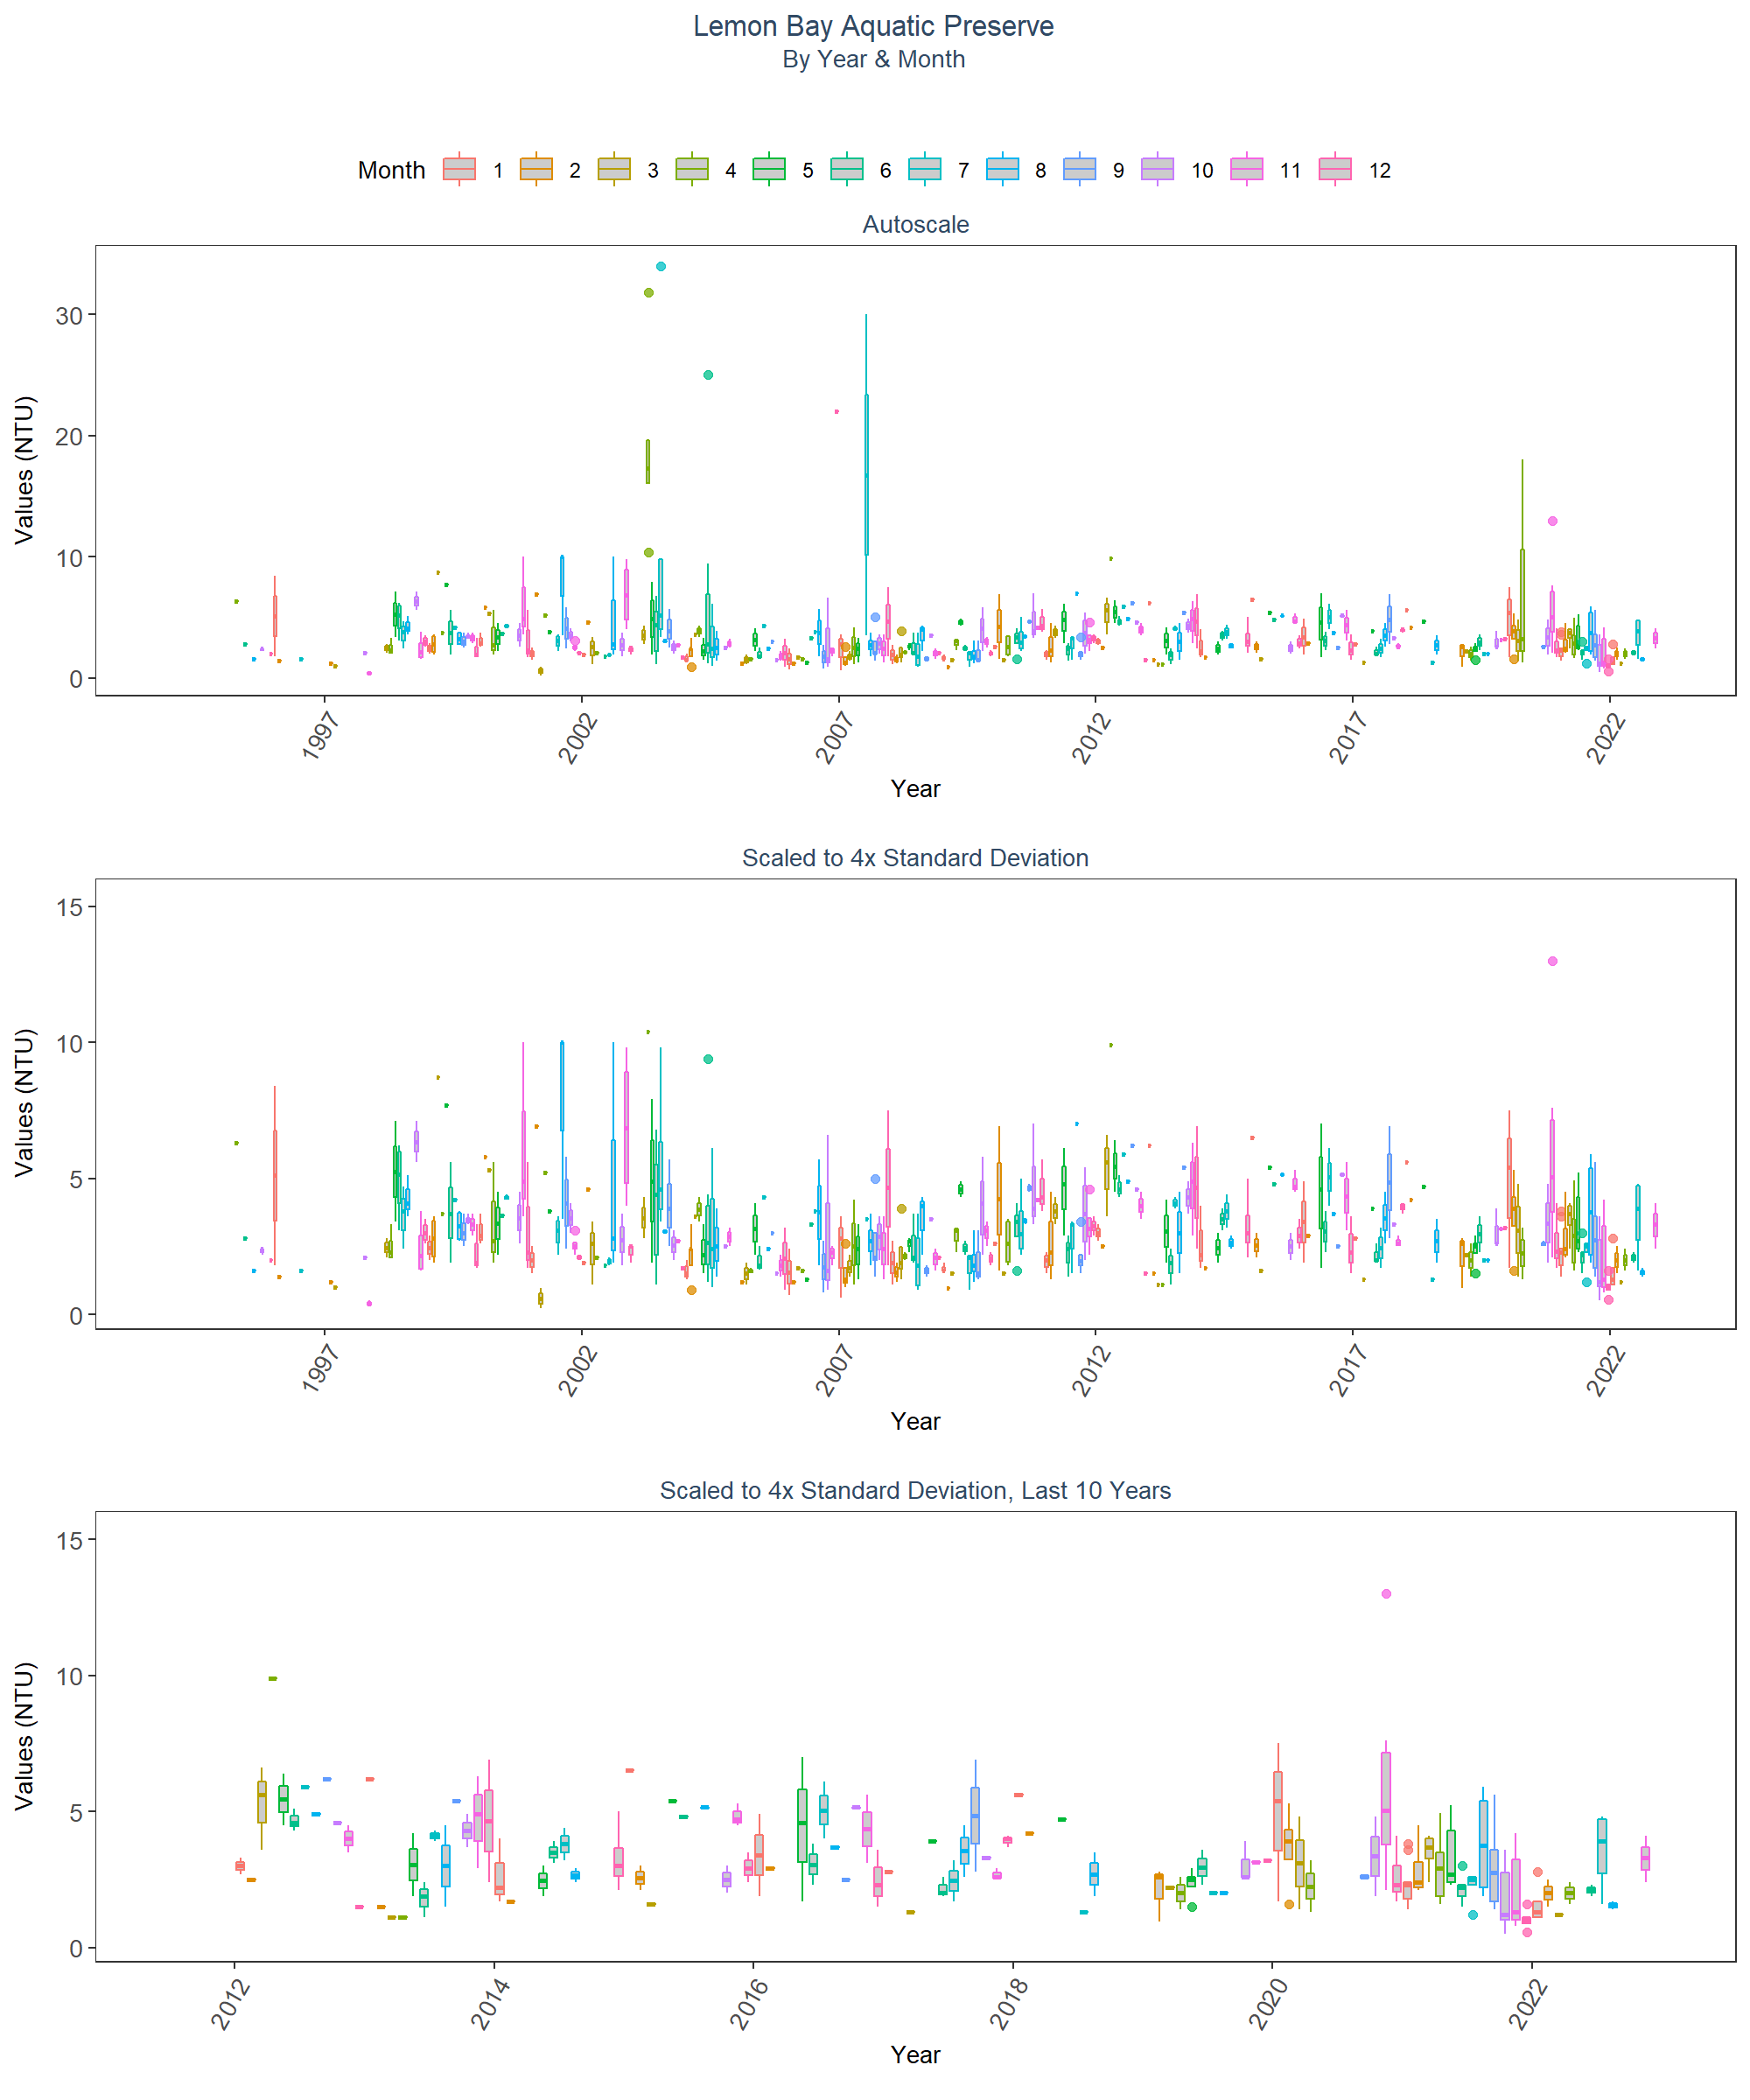 Lemon Bay Aquatic Preserve
By Year & Month
Month 1 2 3 4 5 6 7 8 9 10 11 12
Autoscale
Values (NTU)
30
20
10
0
1997 2002 2007 2012 2017 2022
Year
Scaled to 4x Standard Deviation
Values (NTU)
15
10
5
0
1997 2002 2007 2012 2017 2022
Year
Scaled to 4x Standard Deviation, Last 10 Years
Values (NTU)
15
10
5
0
2012 2014 2016 2018 2020 2022
Year